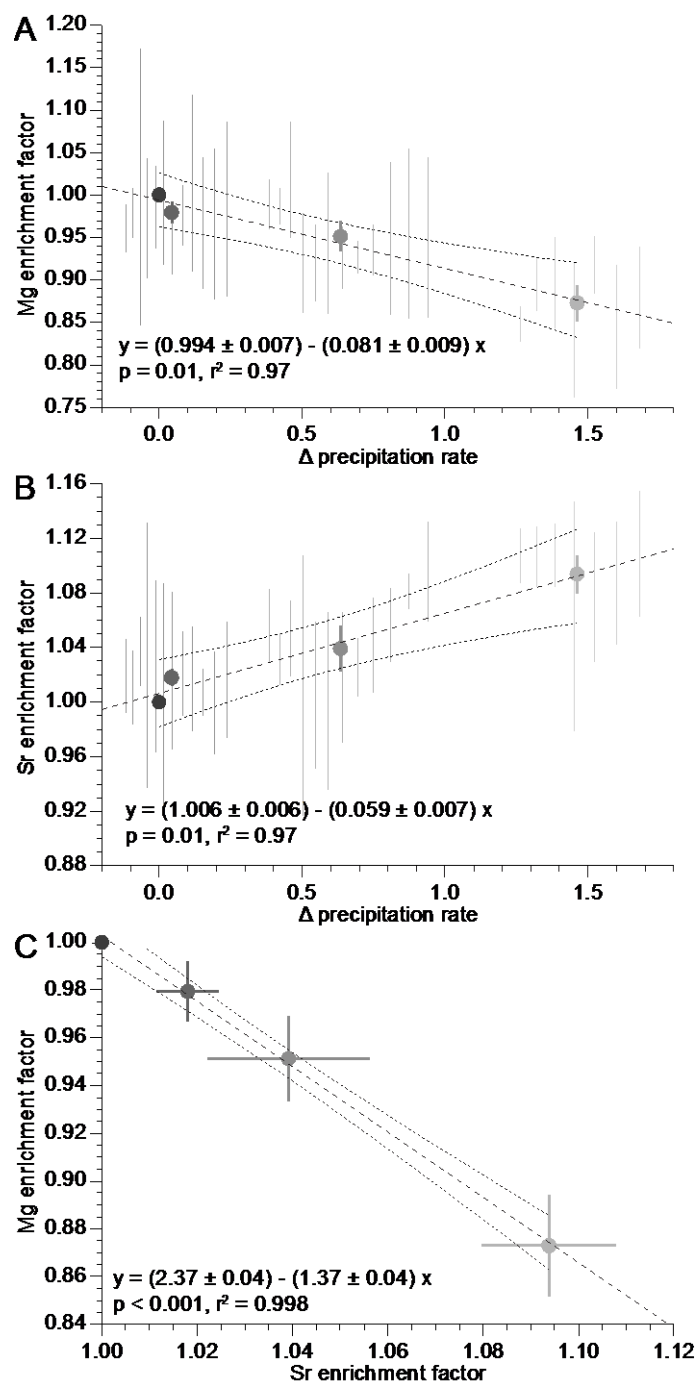 A
Mg enrichment factor
1.20
1.15
1.10
1.05
1.00
0.95
0.90
0.85
0.80
0.75
y = (0.994 ± 0.007) - (0.081 ± 0.009) x
p = 0.01, r² = 0.97
0.0 0.5 1.0 1.5
Δ precipitation rate
B
Sr enrichment factor
1.16
1.12
1.08
1.04
1.00
0.96
0.92
0.88
y = (1.006 ± 0.006) - (0.059 ± 0.007) x
p = 0.01, r² = 0.97
0.0 0.5 1.0 1.5
Δ precipitation rate
C
Mg enrichment factor
1.00
0.98
0.96
0.94
0.92
0.90
0.88
0.86
0.84
y = (2.37 ± 0.04) - (1.37 ± 0.04) x
p < 0.001, r² = 0.998
1.00 1.02 1.04 1.06 1.08 1.10 1.12
Sr enrichment factor